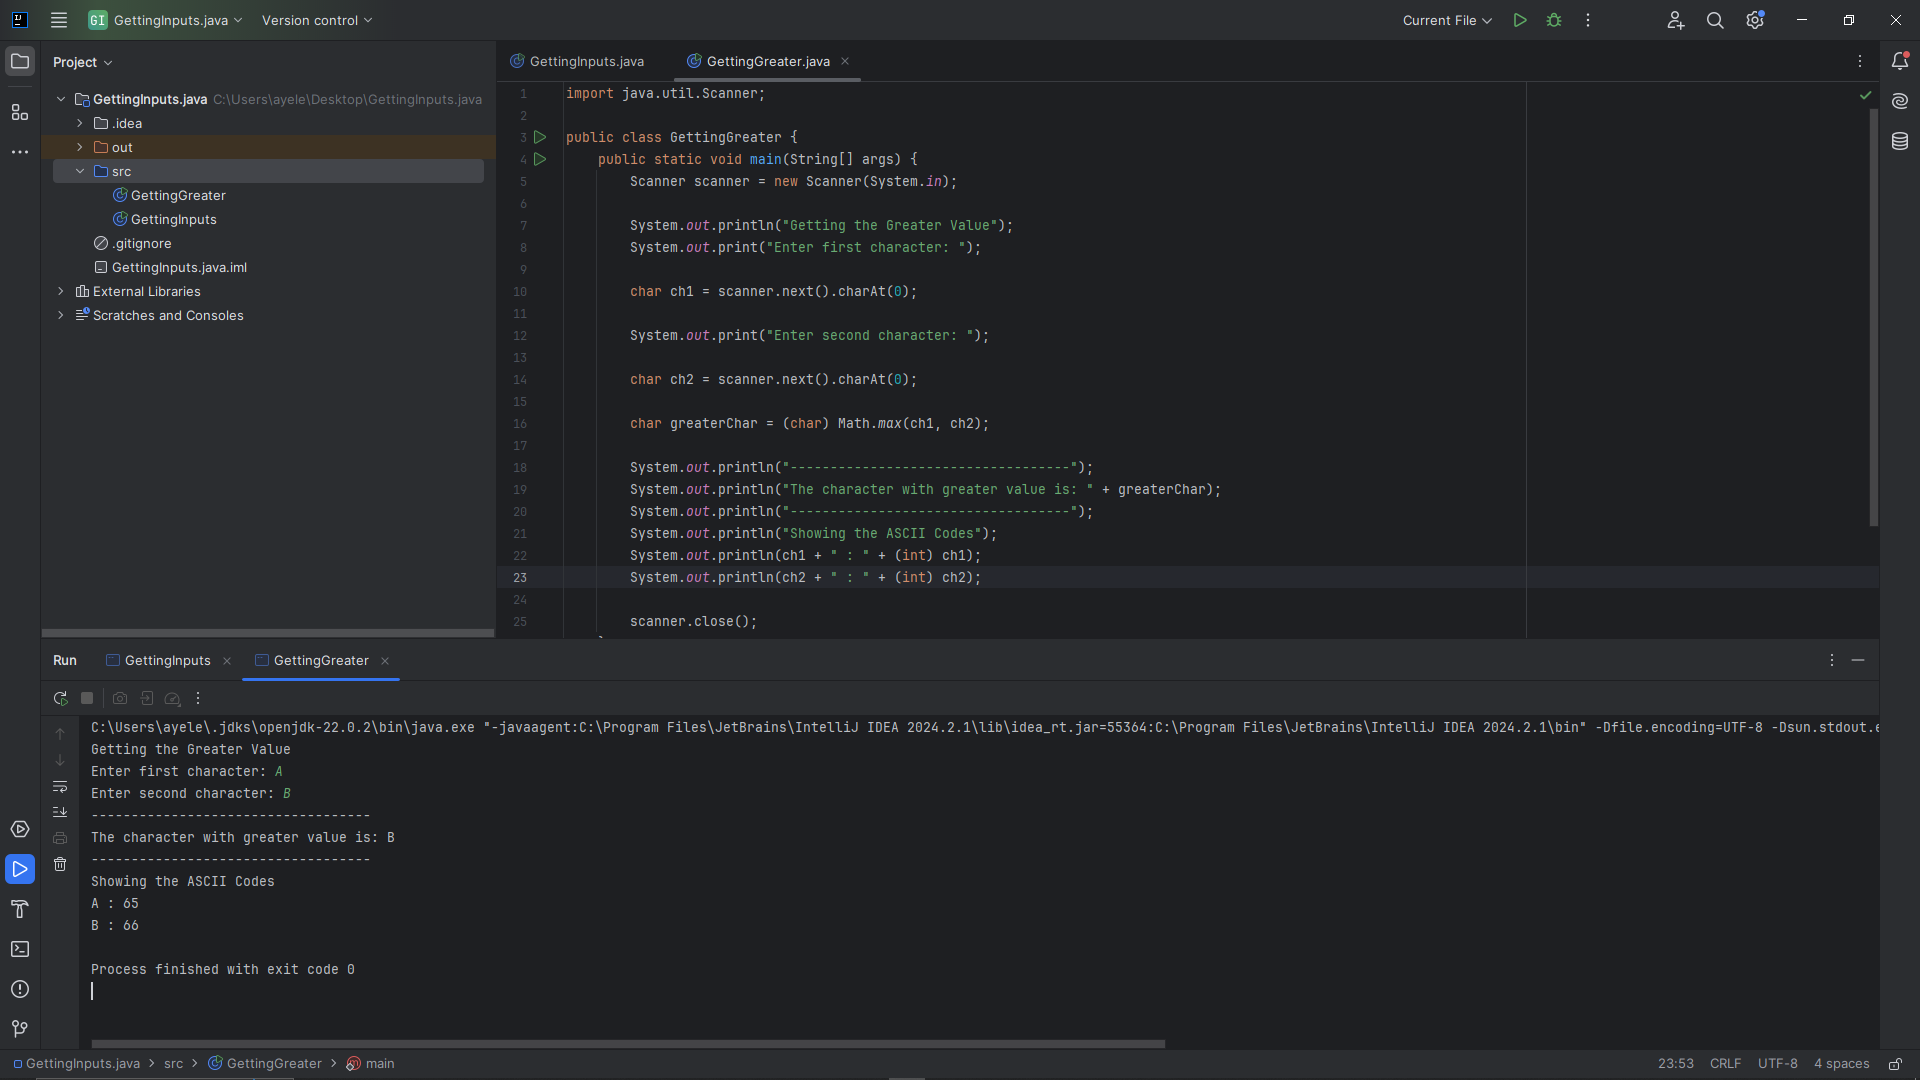 GI GettingInputs.java Version control Current File
Project
GettingInputs.java C:\Users\ayele\Desktop\GettingInputs.java
.idea
out
src
GettingGreater
GettingInputs
.gitignore
GettingInputs.java.iml
External Libraries
Scratches and Consoles
GettingInputs.java GettingGreater.java
1 import java.util.Scanner;
2
3 public class GettingGreater {
4 public static void main(String[] args) {
5 Scanner scanner = new Scanner(System.in);
6
7 System.out.println("Getting the Greater Value");
8 System.out.print("Enter first character: ");
9
10 char ch1 = scanner.next().charAt(0);
11
12 System.out.print("Enter second character: ");
13
14 char ch2 = scanner.next().charAt(0);
15
16 char greaterChar = (char) Math.max(ch1, ch2);
17
18 System.out.println("-----------------------------------");
19 System.out.println("The character with greater value is: " + greaterChar);
20 System.out.println("-----------------------------------");
21 System.out.println("Showing the ASCII Codes");
22 System.out.println(ch1 + " : " + (int) ch1);
23 System.out.println(ch2 + " : " + (int) ch2);
24
25 scanner.close();
Run GettingInputs GettingGreater
C:\Users\ayele\.jdks\openjdk-22.0.2\bin\java.exe "-javaagent:C:\Program Files\JetBrains\IntelliJ IDEA 2024.2.1\lib\idea_rt.jar=55364:C:\Program Files\JetBrains\IntelliJ IDEA 2024.2.1\bin" -Dfile.encoding=UTF-8 -Dsun.stdout.e
Getting the Greater Value
Enter first character: A
Enter second character: B
-----------------------------------
The character with greater value is: B
-----------------------------------
Showing the ASCII Codes
A : 65
B : 66
Process finished with exit code 0
GettingInputs.java > src > GettingGreater > main 23:53 CRLF UTF-8 4 spaces